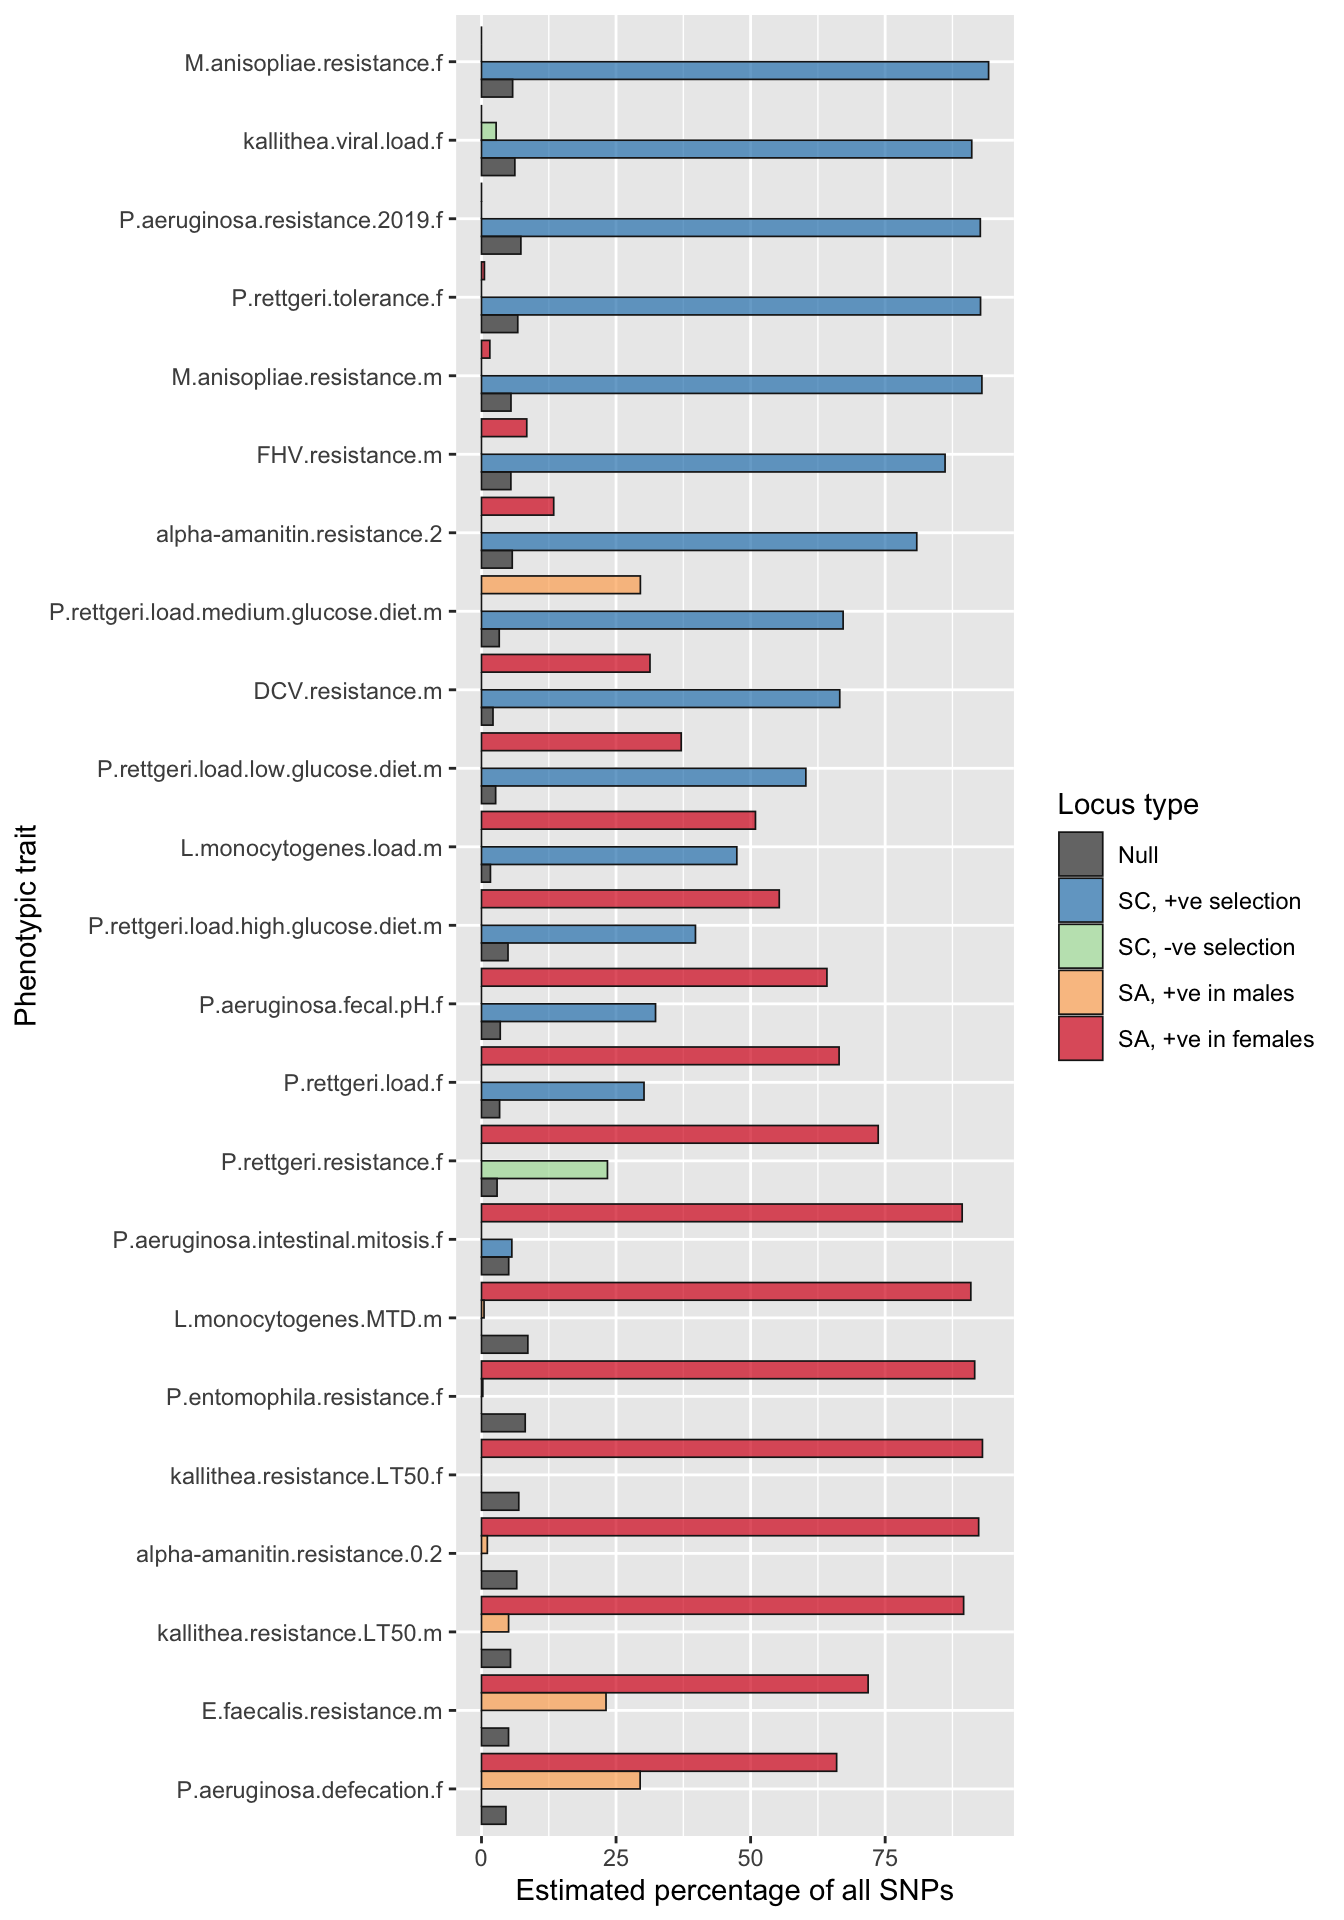 M.anisopliae.resistance.f
kallithea.viral.load.f
P.aeruginosa.resistance.2019.f
P.rettgeri.tolerance.f
M.anisopliae.resistance.m
FHV.resistance.m
alpha-amanitin.resistance.2
P.rettgeri.load.medium.glucose.diet.m
DCV.resistance.m
P.rettgeri.load.low.glucose.diet.m
L.monocytogenes.load.m
P.rettgeri.load.high.glucose.diet.m
P.aeruginosa.fecal.pH.f
P.rettgeri.load.f
P.rettgeri.resistance.f
P.aeruginosa.intestinal.mitosis.f
L.monocytogenes.MTD.m
P.entomophila.resistance.f
kallithea.resistance.LT50.f
alpha-amanitin.resistance.0.2
kallithea.resistance.LT50.m
E.faecalis.resistance.m
P.aeruginosa.defecation.f
Phenotypic trait
0 25 50 75
Estimated percentage of all SNPs
Locus type
Null
SC, +ve selection
SC, -ve selection
SA, +ve in males
SA, +ve in females